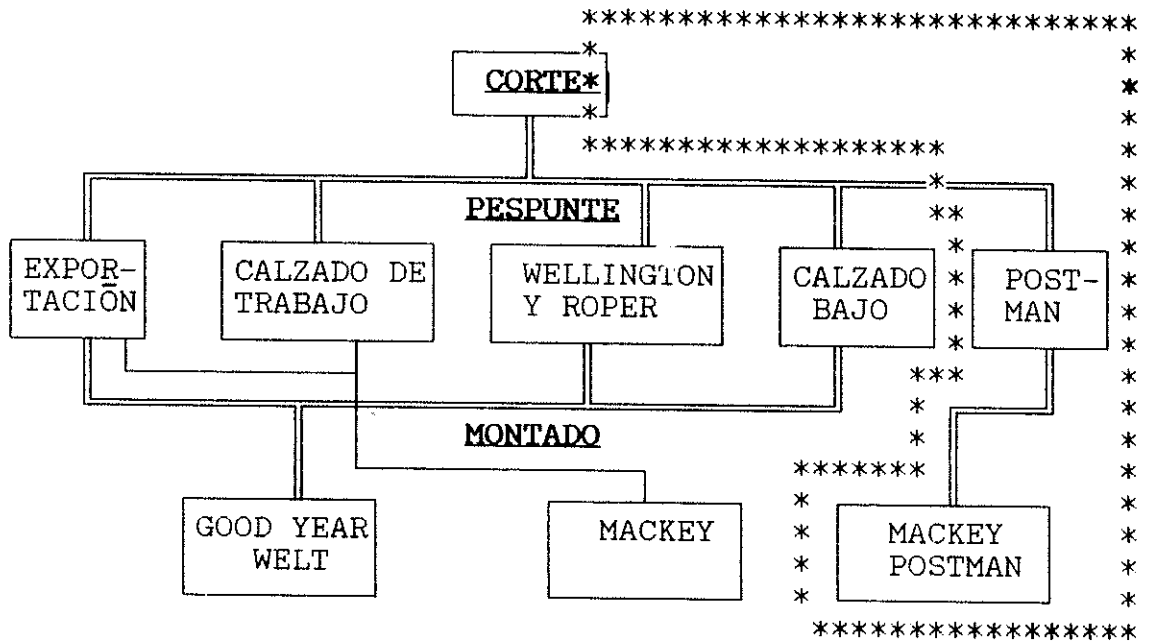 CORTE
PESPUNTE
EXPOR-
TACIÓN
CALZADO DE
TRABAJO
WELLINGTON
Y ROPER
CALZADO
BAJO
POST-
MAN
MONTADO
GOOD YEAR
WELT
MACKEY
MACKEY
POSTMAN